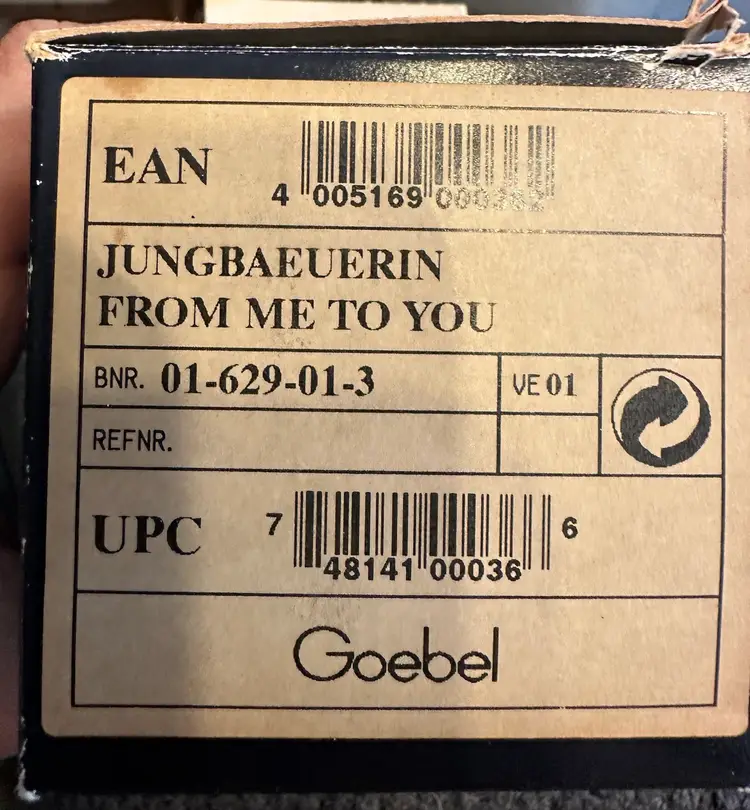 EAN
4 005169 000362
JUNGBAEUERIN
FROM ME TO YOU
BNR. 01-629-01-3
VE 01
REFNR.
UPC
7 48141 00036 6
Goebel